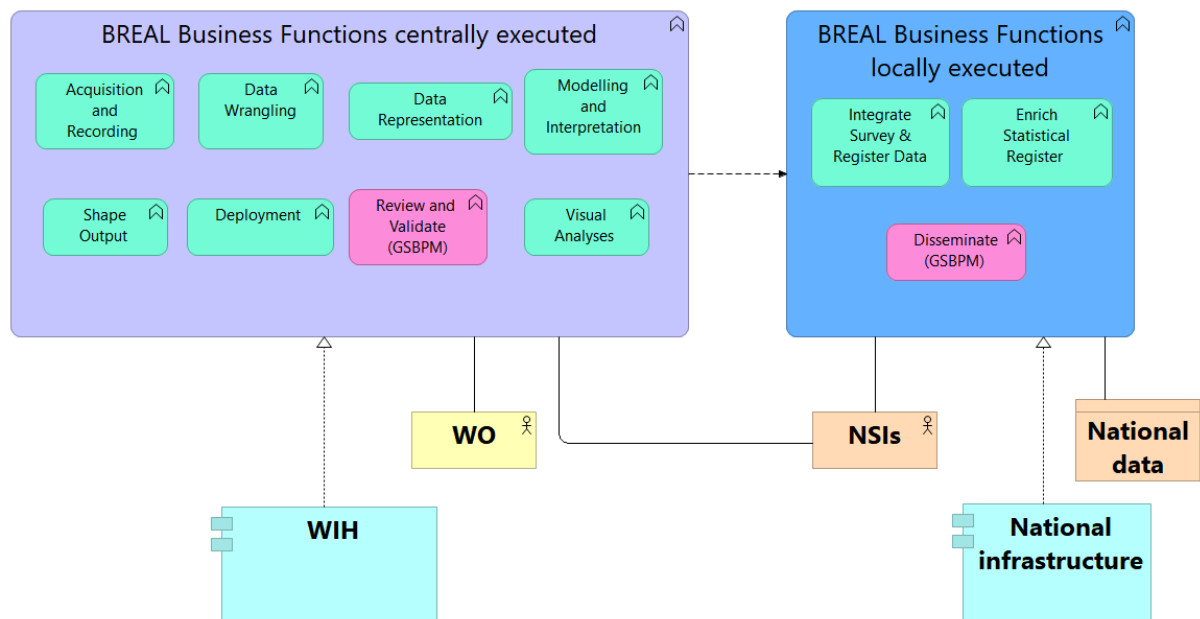 BREAL Business Functions centrally executed
Acquisition
and
Recording
Data
Wrangling
Data
Representation
Modelling
and
Interpretation
Shape
Output
Deployment
Review and
Validate
(GSBPM)
Visual
Analyses
BREAL Business Functions
locally executed
Integrate
Survey &
Register Data
Enrich
Statistical
Register
Disseminate
(GSBPM)
WO
NSIs
National
data
WIH
National
infrastructure